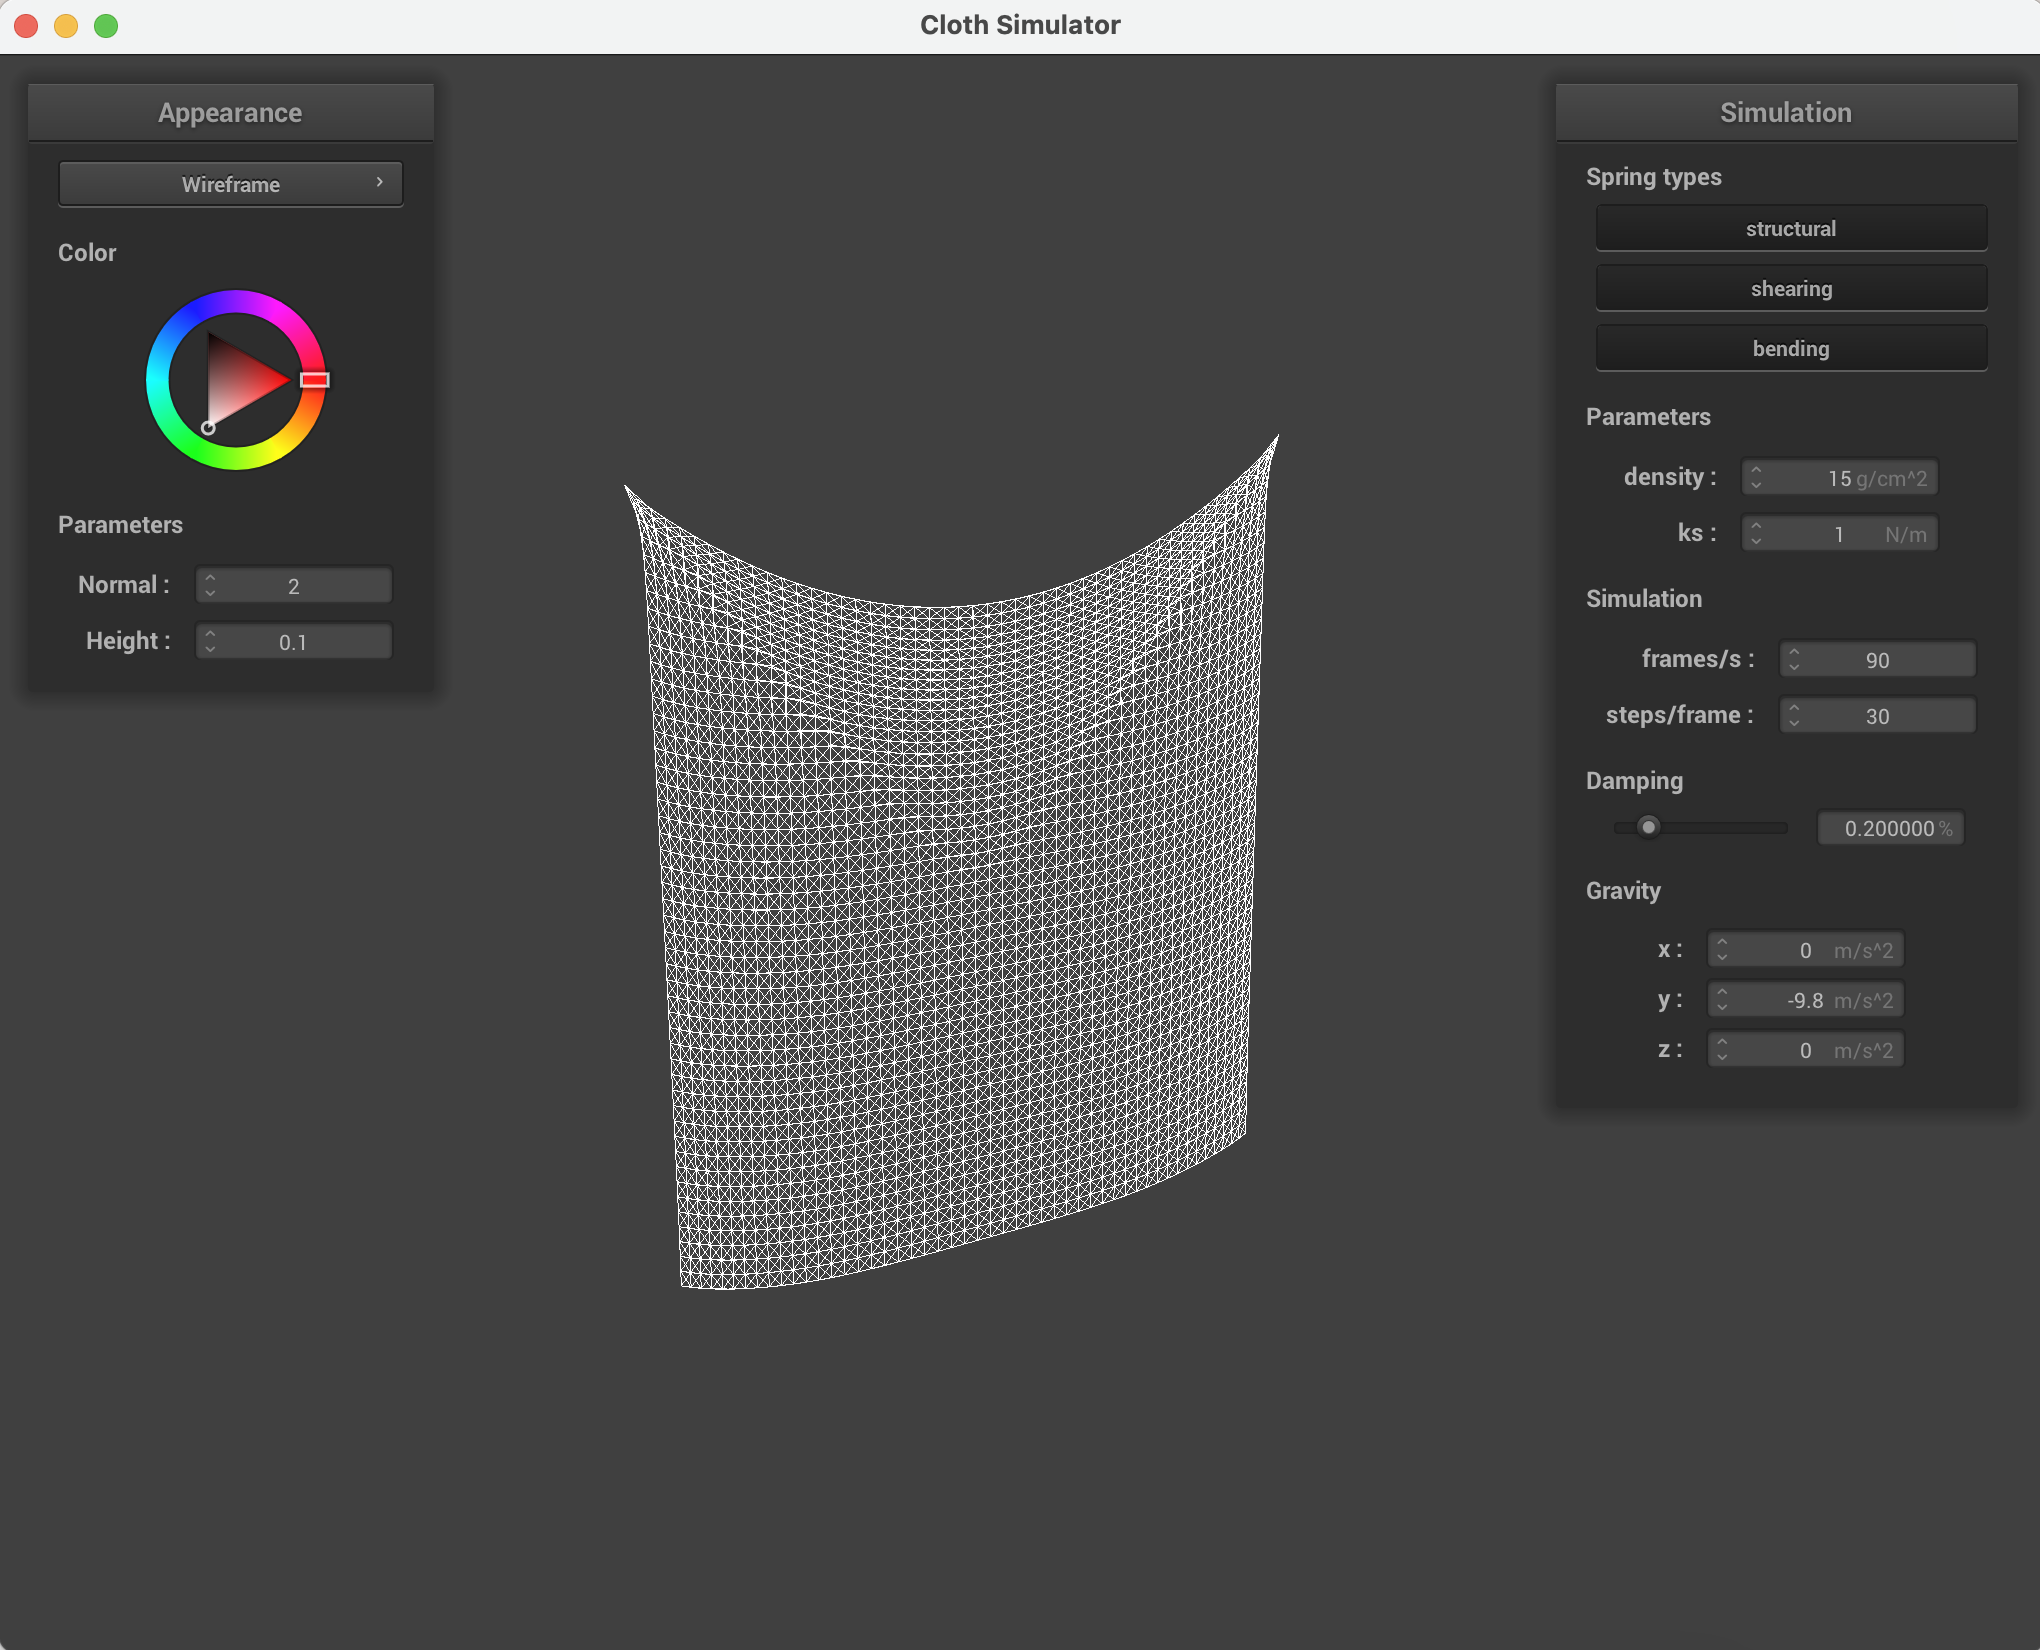 Cloth Simulator
Appearance
Wireframe
Color
Parameters
Normal : 2
Height : 0.1
Simulation
Spring types
structural
shearing
bending
Parameters
density : 15 g/cm^2
ks : 1 N/m
Simulation
frames/s : 90
steps/frame : 30
Damping
0.200000 %
Gravity
x : 0 m/s^2
y : -9.8 m/s^2
z : 0 m/s^2